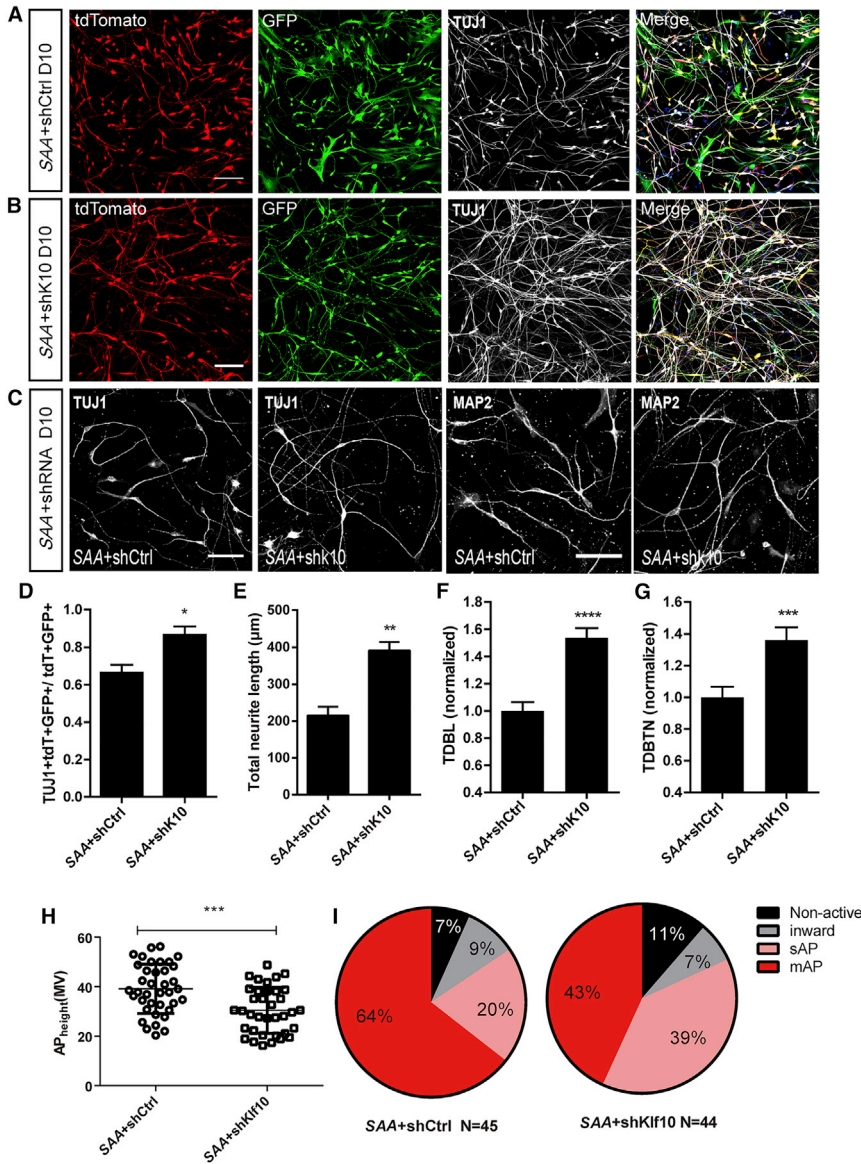 A
SAA+shCtrl D10
tdTomato
GFP
TUJ1
Merge
B
SAA+shK10 D10
tdTomato
GFP
TUJ1
Merge
C
SAA+shRNA D10
TUJ1
SAA+shCtrl
TUJ1
SAA+shk10
MAP2
SAA+shCtrl
MAP2
SAA+shK10
D
TUJ1+tdT+GFP+/ tdT+GFP+
1.0
0.8
0.6
0.4
0.2
0.0
*
SAA+shCtrl
SAA+shK10
E
Total neurite length (μm)
500
400
300
200
100
0
**
SAA+shCtrl
SAA+shK10
F
TDBL (normalized)
1.8
1.6
1.4
1.2
1.0
0.8
0.6
0.4
****
SAA+shCtrl
SAA+shK10
G
TDBTN (normalized)
1.6
1.4
1.2
1.0
0.8
0.6
0.4
***
SAA+shCtrl
SAA+shK10
H
APheight(MV)
60
40
20
0
***
SAA+shCtrl
SAA+shKlf10
I
7%
9%
20%
64%
SAA+shCtrl N=45
11%
7%
39%
43%
SAA+shKlf10 N=44
Non-active
inward
sAP
mAP